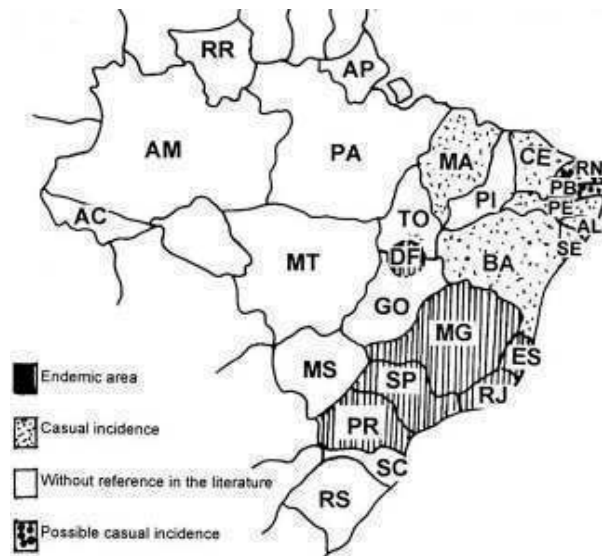 RR
AP
AM
PA
MA
CE
RN
PB
PI
PE
AC
TO
AL
SE
DF
BA
MT
GO
MG
ES
MS
SP
RJ
PR
SC
RS
Endemic area
Casual incidence
Without reference in the literature
Possible casual incidence